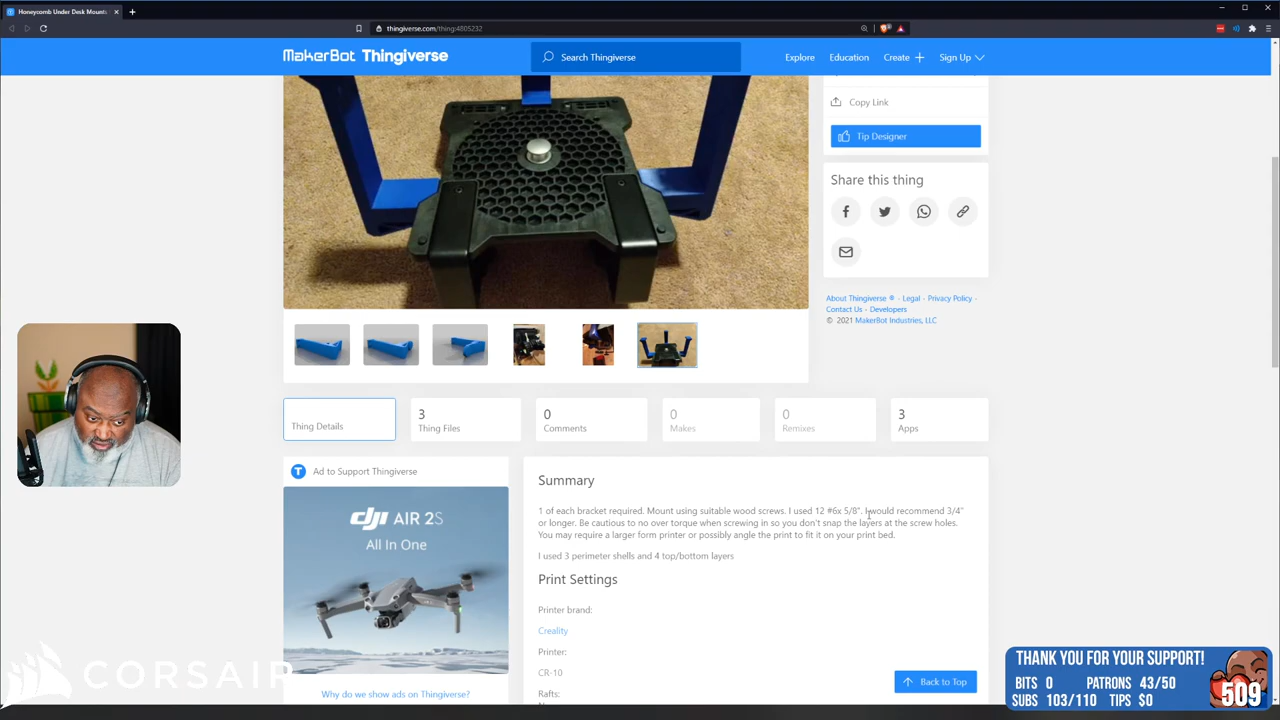 Honeycomb Under Desk Mount
thingiverse.com/thing:4805232
MakerBot Thingiverse
Search Thingiverse
Explore
Education
Create
Sign Up
Copy Link
Tip Designer
Share this thing
About Thingiverse ® · Legal · Privacy Policy ·
Contact Us · Developers
© 2021 MakerBot Industries, LLC
Thing Details
3
Thing Files
0
Comments
0
Makes
0
Remixes
3
Apps
Ad to Support Thingiverse
dji AIR 2S
All In One
Why do we show ads on Thingiverse?
Summary
1 of each bracket required. Mount using suitable wood screws. I used 12 #6x 5/8". I would recommend 3/4"
or longer. Be cautious to no over torque when screwing in so you don't snap the layers at the screw holes.
You may require a larger form printer or possibly angle the print to fit it on your print bed.
I used 3 perimeter shells and 4 top/bottom layers
Print Settings
Printer brand:
Creality
Printer:
CR-10
Rafts:
Back to Top
CORSAIR
THANK YOU FOR YOUR SUPPORT!
BITS 0 PATRONS 43/50
SUBS 103/110 TIPS $0
509